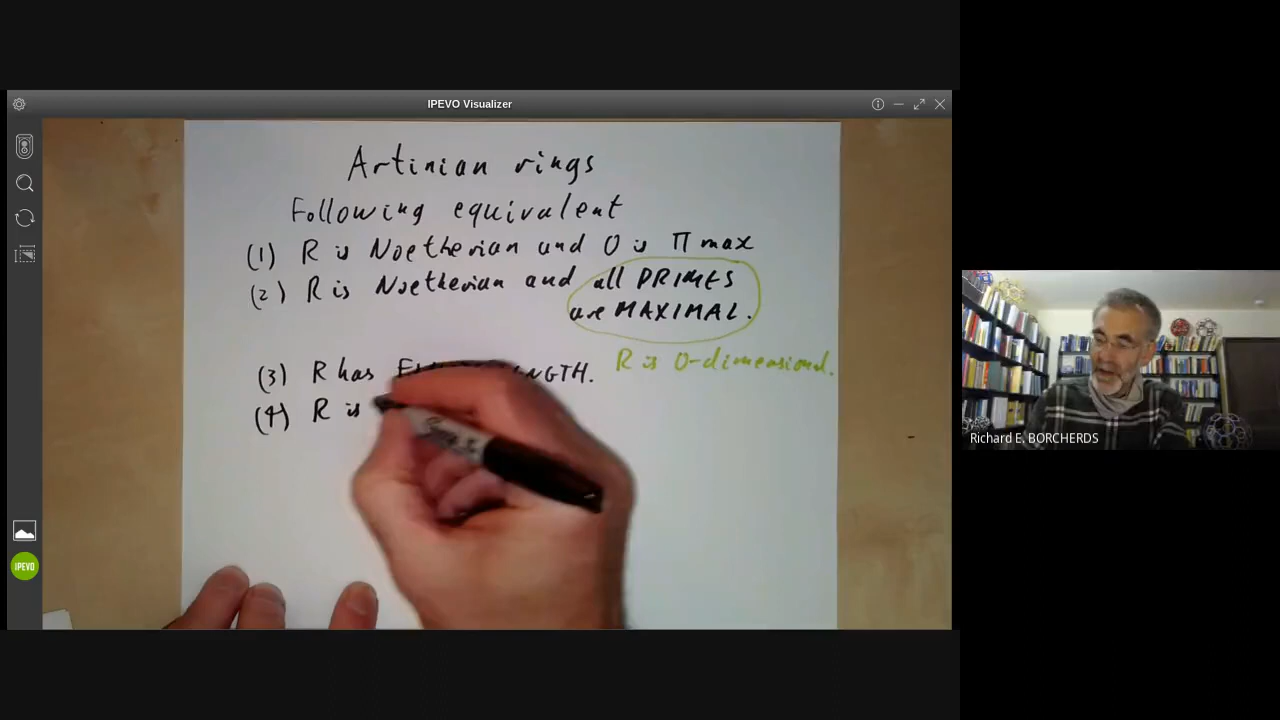 IPEVO Visualizer
Artinian rings
Following equivalent
(1) R is Noetherian and 0 is Π max
(2) R is Noetherian and all PRIMES
are MAXIMAL.
R is 0-dimensional.
(3) R has
(4) R is
IPEVO
Richard E. BORCHERDS